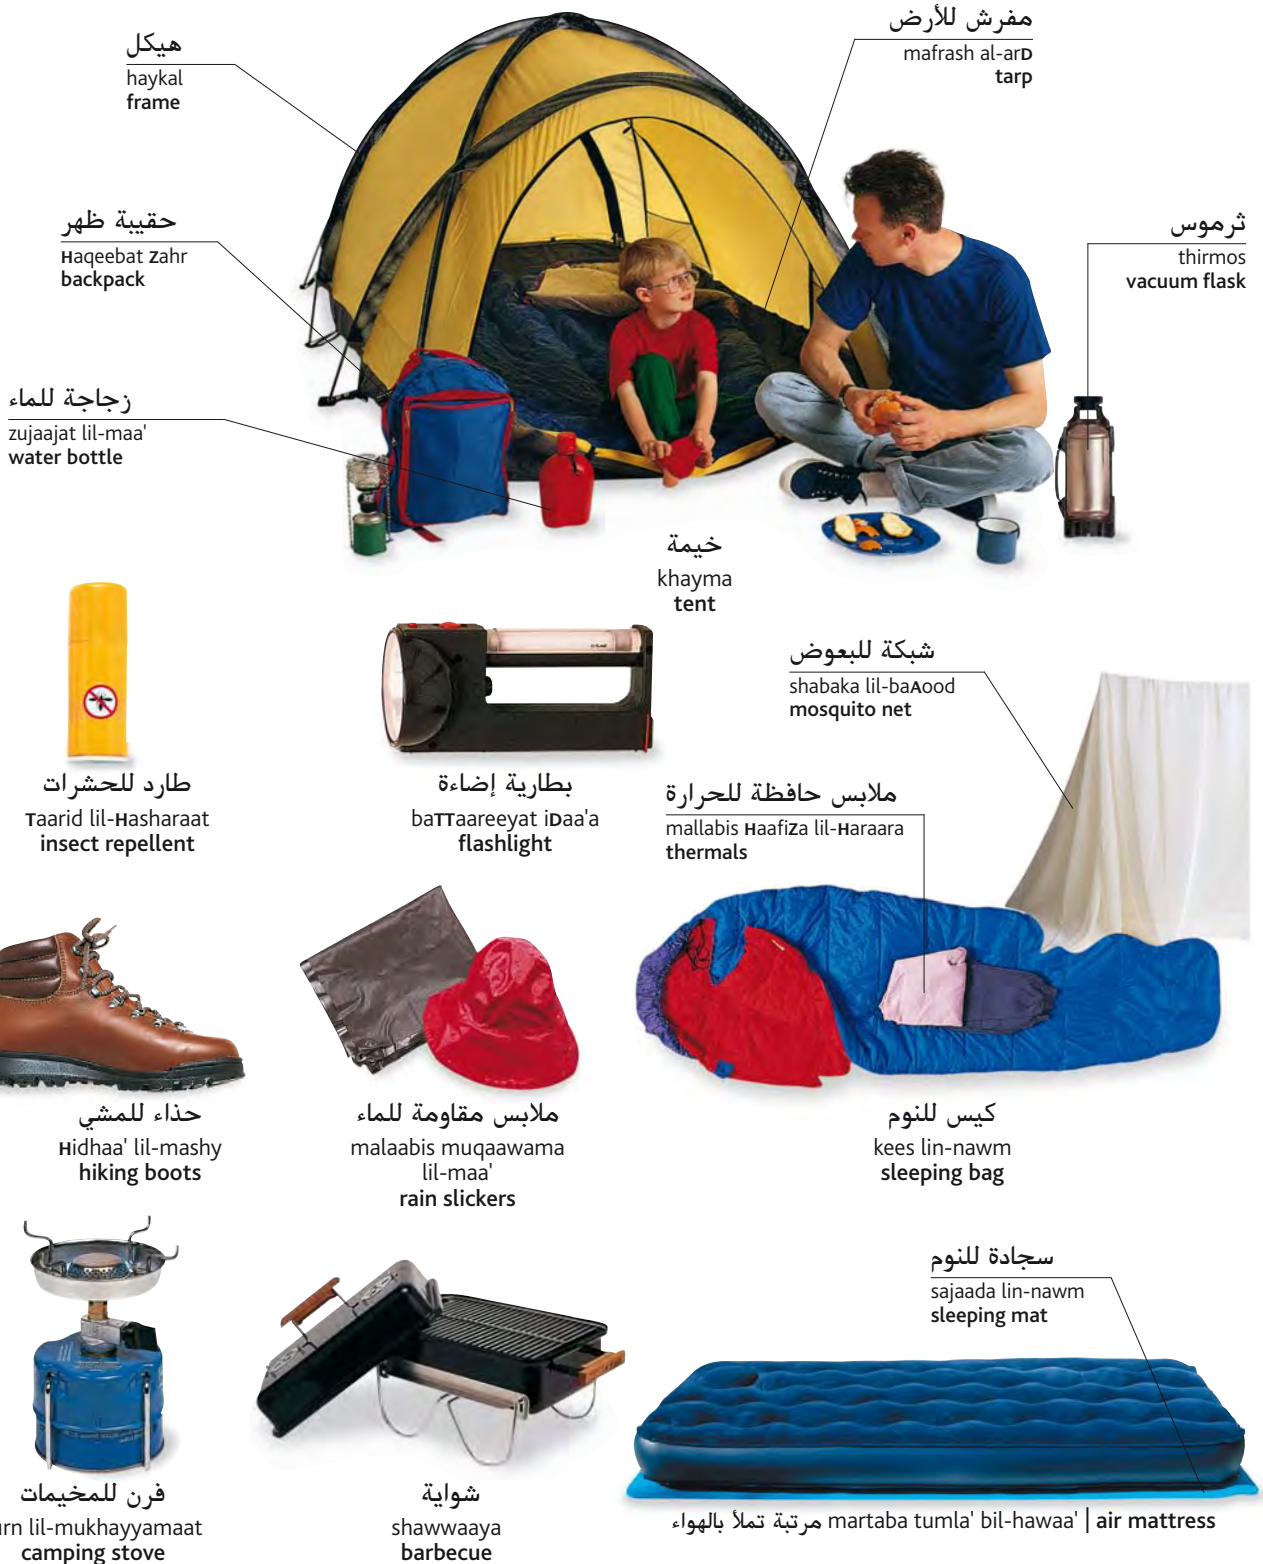 هيكل
haykal
frame
مفرش للأرض
mafrash al-arD
tarp
حقيبة ظهر
Haqeebat Zahr
backpack
ثرموس
thirmos
vacuum flask
زجاجة للماء
zujaajat lil-maa'
water bottle
خيمة
khayma
tent
طارد للحشرات
Taarid lil-Hasharaat
insect repellent
بطارية إضاءة
baTTaareeyat iDaa'a
flashlight
شبكة للبعوض
shabaka lil-baAood
mosquito net
ملابس حافظة للحرارة
mallabis HaafiZa lil-Haraara
thermals
حذاء للمشي
Hidhaa' lil-mashy
hiking boots
ملابس مقاومة للماء
malaabis muqaawama
lil-maa'
rain slickers
كيس للنوم
kees lin-nawm
sleeping bag
فرن للمخيمات
urn lil-mukhayyamaat
camping stove
شواية
shawwaaya
barbecue
سجادة للنوم
sajaada lin-nawm
sleeping mat
مرتبة تملأ بالهواء martaba tumla' bil-hawaa' | air mattress